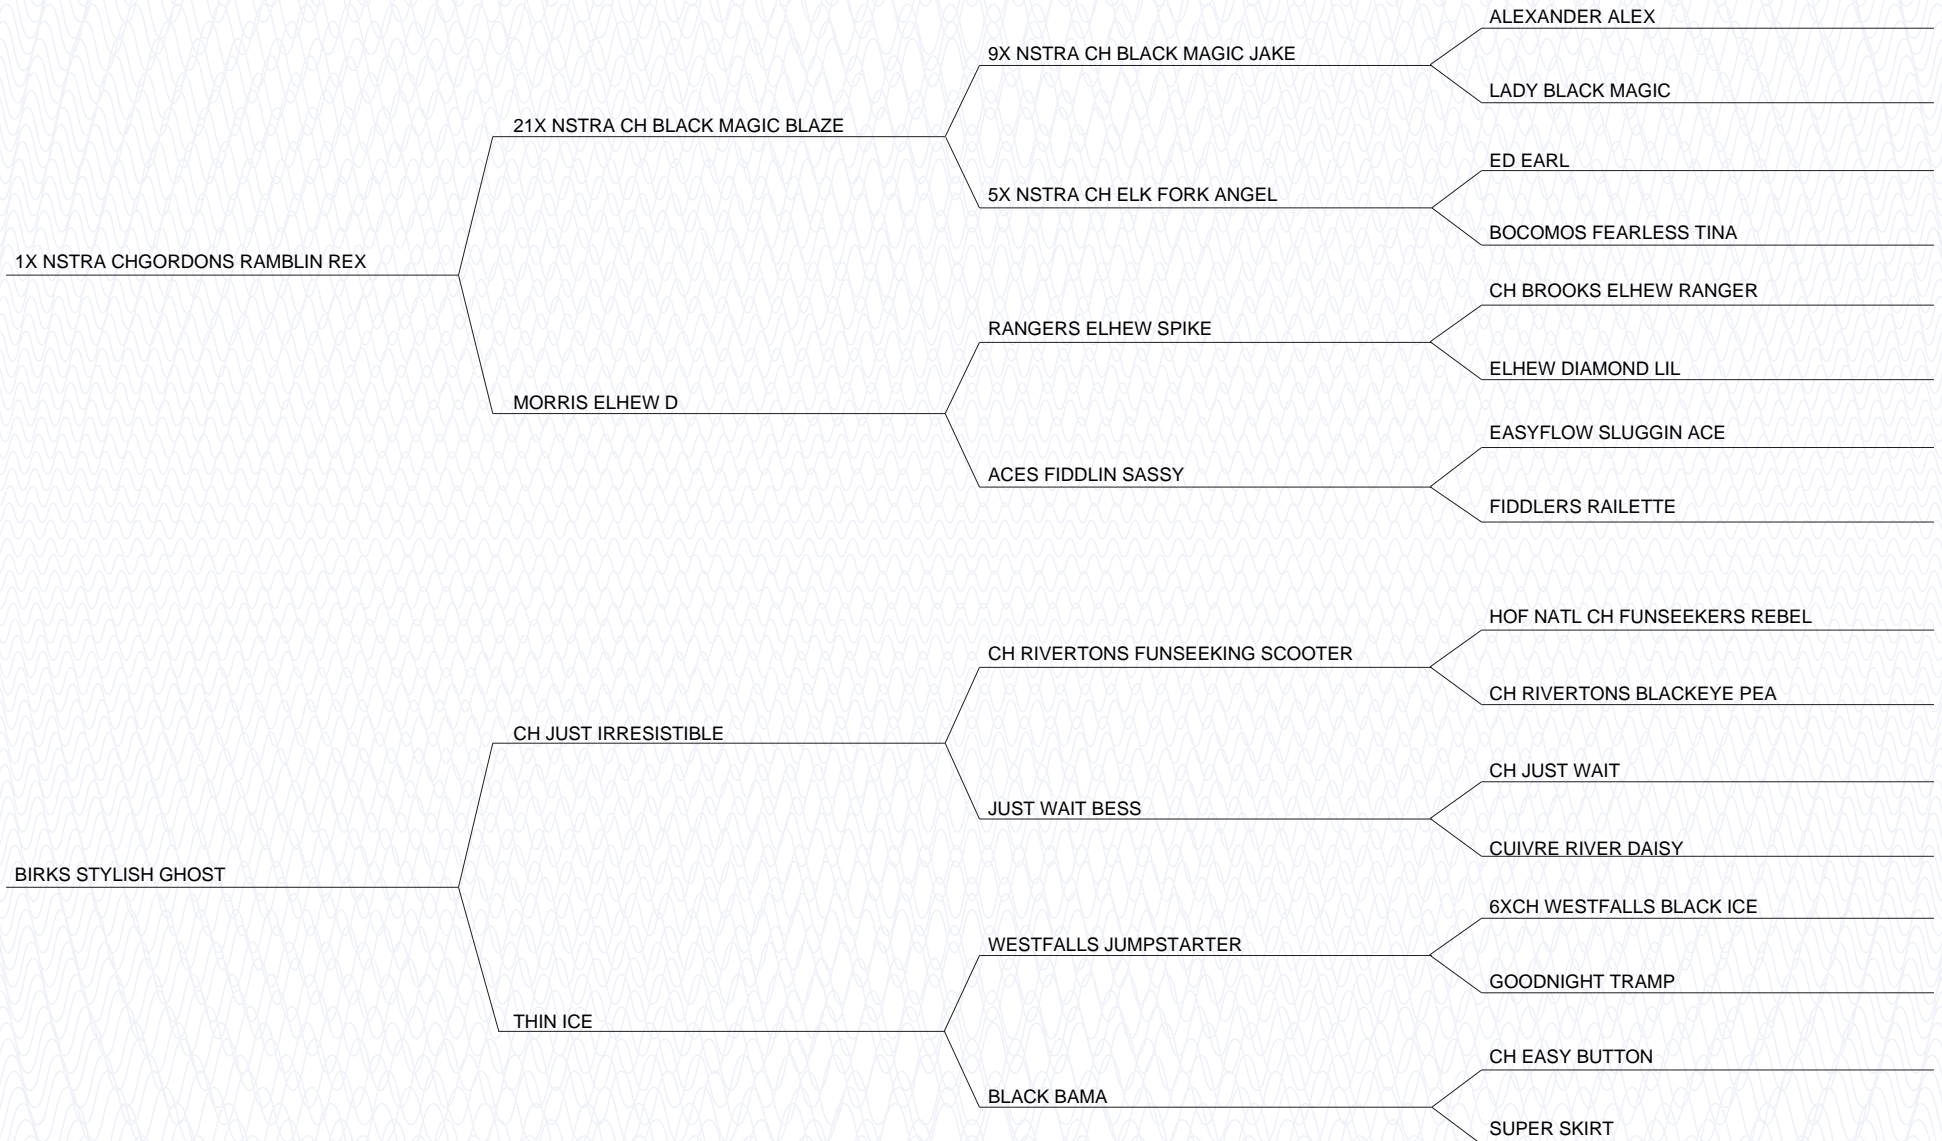 ALEXANDER ALEX
9X NSTRA CH BLACK MAGIC JAKE
LADY BLACK MAGIC
21X NSTRA CH BLACK MAGIC BLAZE
ED EARL
5X NSTRA CH ELK FORK ANGEL
BOCOMOS FEARLESS TINA
1X NSTRA CHGORDONS RAMBLIN REX
CH BROOKS ELHEW RANGER
RANGERS ELHEW SPIKE
ELHEW DIAMOND LIL
MORRIS ELHEW D
EASYFLOW SLUGGIN ACE
ACES FIDDLIN SASSY
FIDDLERS RAILETTE
HOF NATL CH FUNSEEKERS REBEL
CH RIVERTONS FUNSEEKING SCOOTER
CH RIVERTONS BLACKEYE PEA
CH JUST IRRESISTIBLE
CH JUST WAIT
JUST WAIT BESS
CUIVRE RIVER DAISY
BIRKS STYLISH GHOST
6XCH WESTFALLS BLACK ICE
WESTFALLS JUMPSTARTER
GOODNIGHT TRAMP
THIN ICE
CH EASY BUTTON
BLACK BAMA
SUPER SKIRT